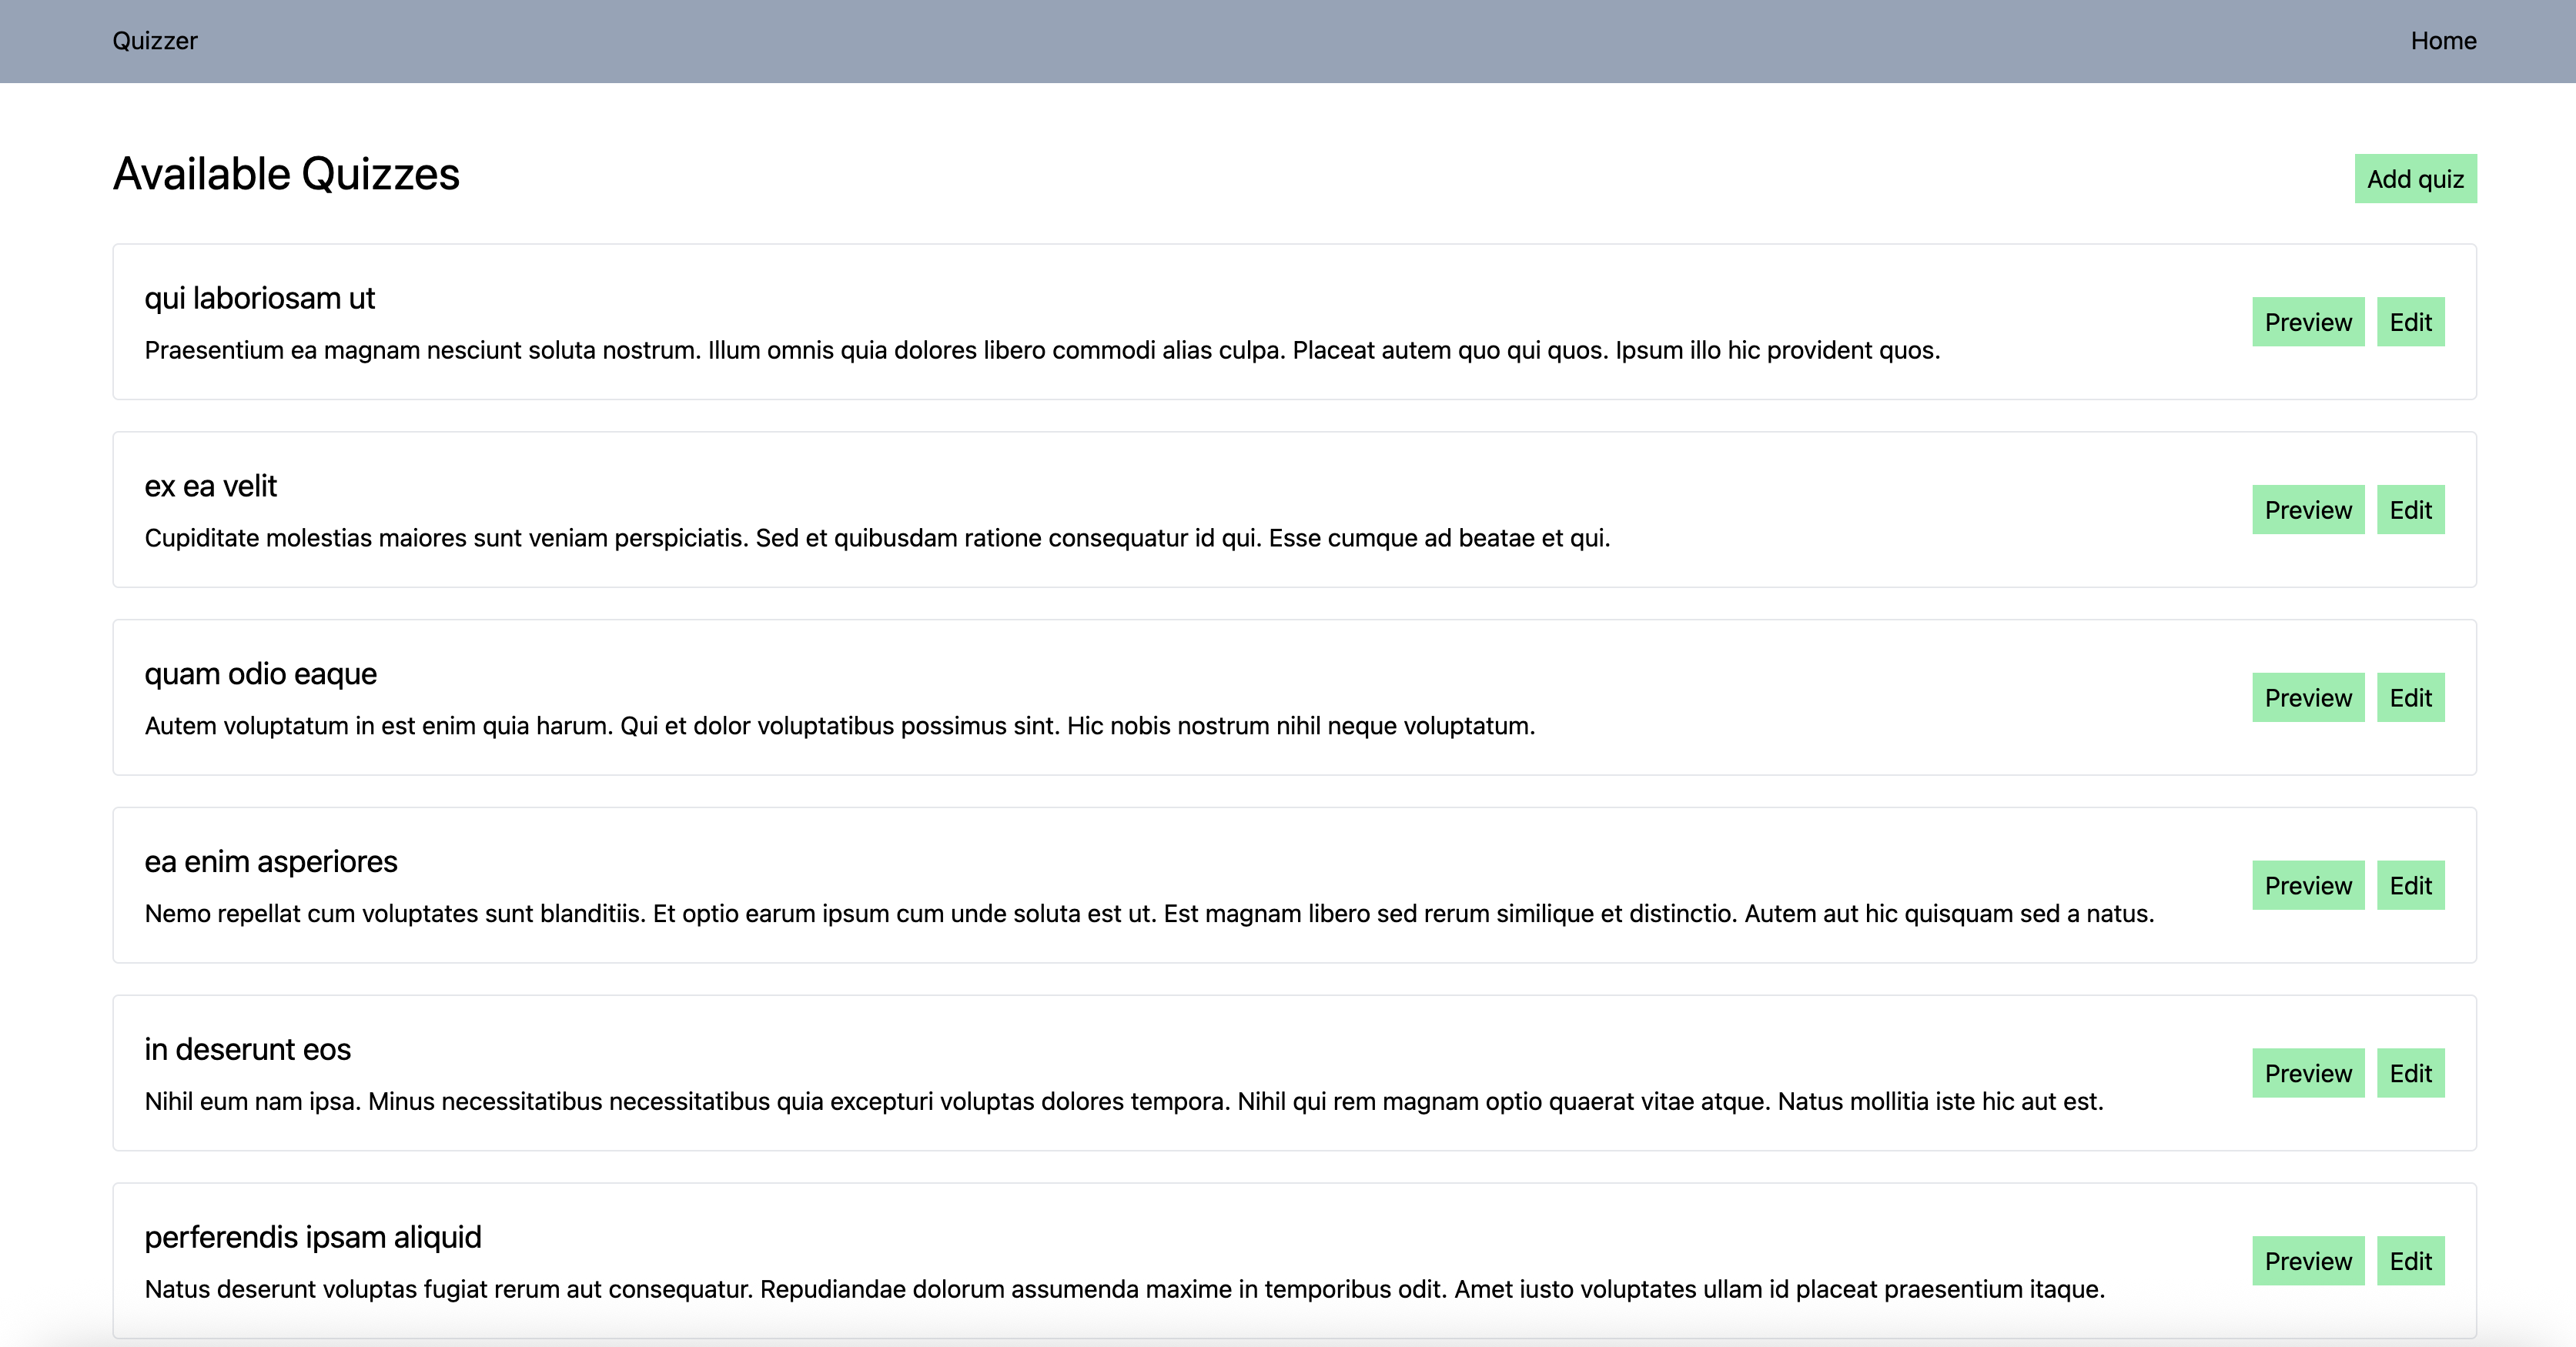 Quizzer
Home
Available Quizzes
Add quiz
qui laboriosam ut
Praesentium ea magnam nesciunt soluta nostrum. Illum omnis quia dolores libero commodi alias culpa. Placeat autem quo qui quos. Ipsum illo hic provident quos.
Preview
Edit
ex ea velit
Cupiditate molestias maiores sunt veniam perspiciatis. Sed et quibusdam ratione consequatur id qui. Esse cumque ad beatae et qui.
Preview
Edit
quam odio eaque
Autem voluptatum in est enim quia harum. Qui et dolor voluptatibus possimus sint. Hic nobis nostrum nihil neque voluptatum.
Preview
Edit
ea enim asperiores
Nemo repellat cum voluptates sunt blanditiis. Et optio earum ipsum cum unde soluta est ut. Est magnam libero sed rerum similique et distinctio. Autem aut hic quisquam sed a natus.
Preview
Edit
in deserunt eos
Nihil eum nam ipsa. Minus necessitatibus necessitatibus quia excepturi voluptas dolores tempora. Nihil qui rem magnam optio quaerat vitae atque. Natus mollitia iste hic aut est.
Preview
Edit
perferendis ipsam aliquid
Natus deserunt voluptas fugiat rerum aut consequatur. Repudiandae dolorum assumenda maxime in temporibus odit. Amet iusto voluptates ullam id placeat praesentium itaque.
Preview
Edit